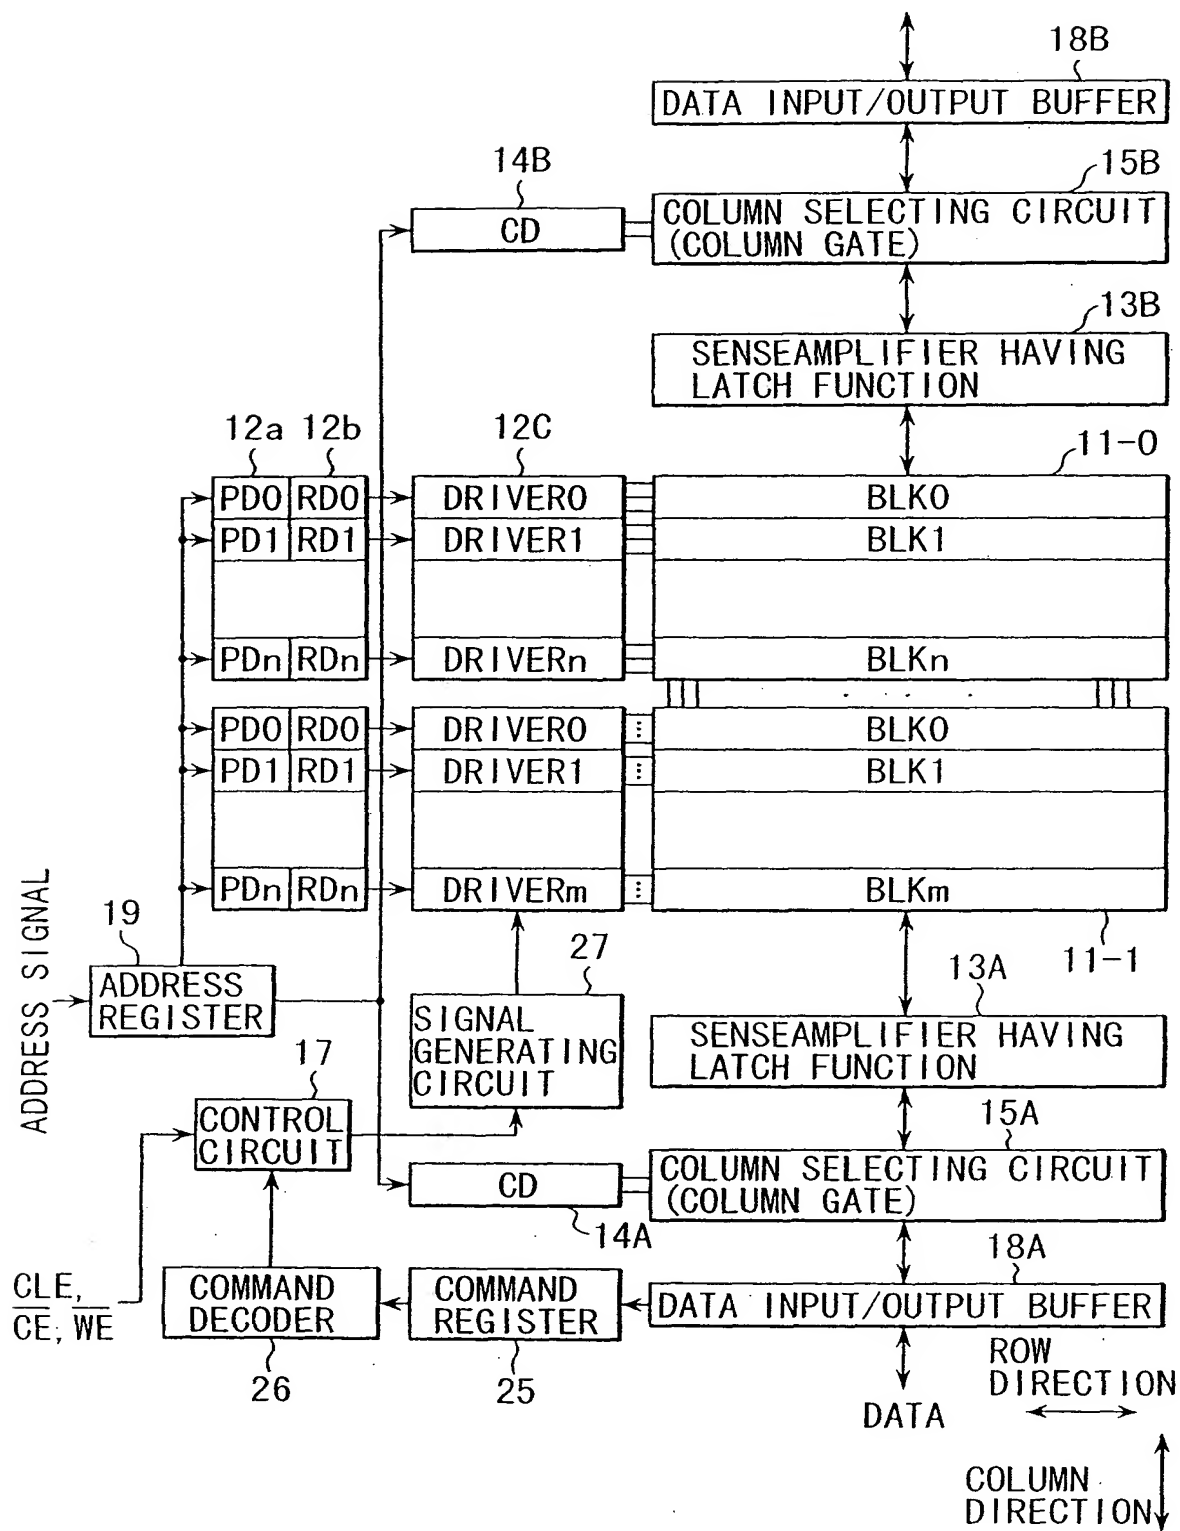 18B
DATA INPUT/OUTPUT BUFFER
14B
15B
CD
COLUMN SELECTING CIRCUIT
(COLUMN GATE)
13B
SENSEAMPLIFIER HAVING
LATCH FUNCTION
12a 12b 12C 11-0
PD0 RD0 DRIVER0 BLK0
PD1 RD1 DRIVER1 BLK1
PDn RDn DRIVERn BLKn
PD0 RD0 DRIVER0 BLK0
PD1 RD1 DRIVER1 BLK1
PDn RDn DRIVERm BLKm
11-1
ADDRESS SIGNAL
19
ADDRESS
REGISTER
27
SIGNAL
GENERATING
CIRCUIT
13A
SENSEAMPLIFIER HAVING
LATCH FUNCTION
17
CONTROL
CIRCUIT
15A
CD
14A
COLUMN SELECTING CIRCUIT
(COLUMN GATE)
18A
CLE,
C̅E̅, W̅E̅
COMMAND
DECODER
26
COMMAND
REGISTER
25
DATA INPUT/OUTPUT BUFFER
DATA
ROW
DIRECTION
COLUMN
DIRECTION